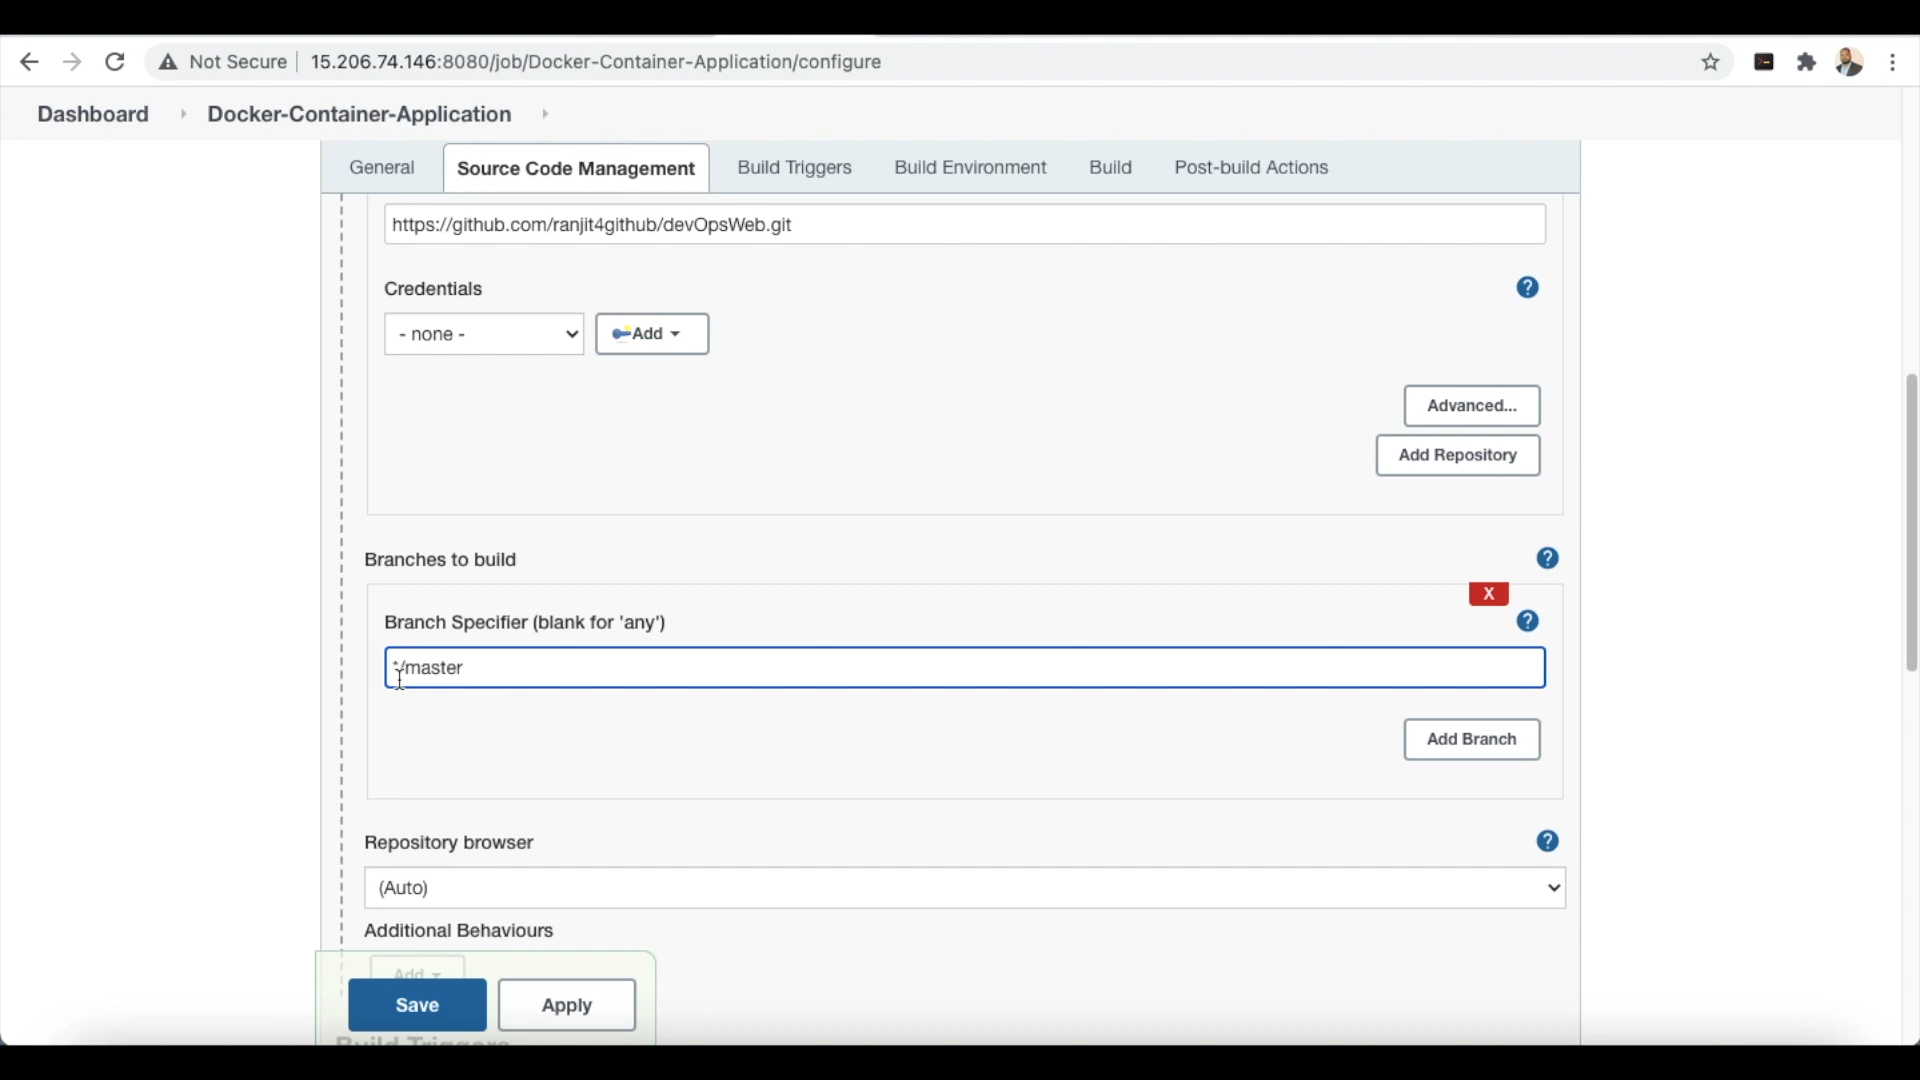 Not Secure
15.206.74.146:8080/job/Docker-Container-Application/configure
Dashboard
Docker-Container-Application
General
Source Code Management
Build Triggers
Build Environment
Build
Post-build Actions
https://github.com/ranjit4github/devOpsWeb.git
Credentials
?
- none -
Add
Advanced...
Add Repository
Branches to build
?
X
Branch Specifier (blank for 'any')
?
*/master
Add Branch
Repository browser
?
(Auto)
Additional Behaviours
Add
Save
Apply
Build Triggers